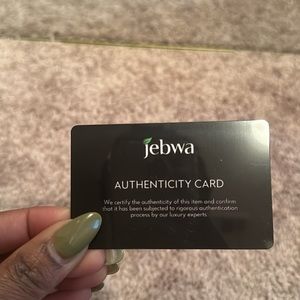 jebwa
AUTHENTICITY CARD
We certify the authenticity of this item and confirm
that it has been subjected to rigorous authentication
process by our luxury experts